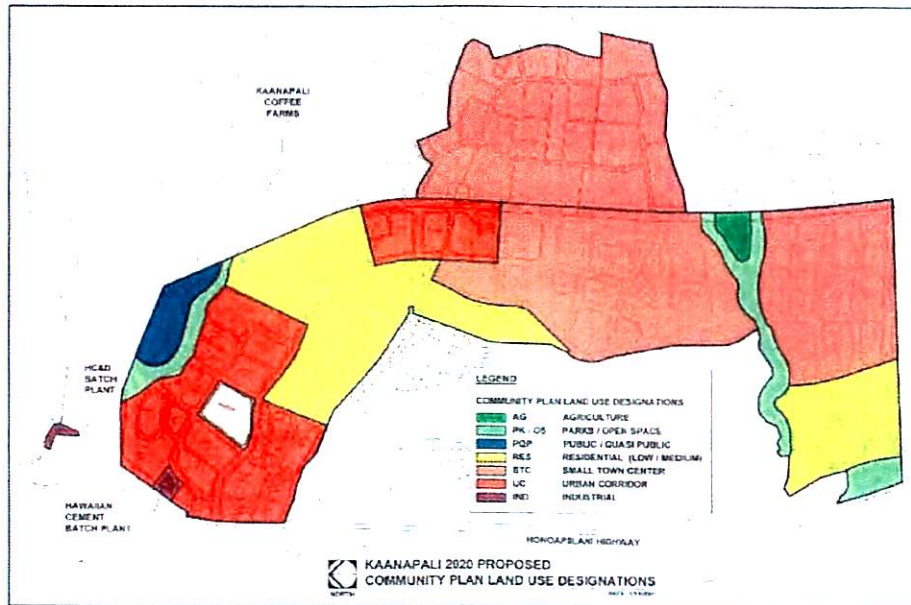 KAANAPALI
COFFEE
FARMS
HC&D
BATCH
PLANT
HAWAIIAN
CEMENT
BATCH PLANT
LEGEND
COMMUNITY PLAN LAND USE DESIGNATIONS
AG AGRICULTURE
PK - OS PARKS / OPEN SPACE
PQP PUBLIC / QUASI PUBLIC
RES RESIDENTIAL (LOW / MEDIUM)
STC SMALL TOWN CENTER
UC URBAN CORRIDOR
IND INDUSTRIAL
HONOAPIILANI HIGHWAY
NORTH
KAANAPALI 2020 PROPOSED
COMMUNITY PLAN LAND USE DESIGNATIONS